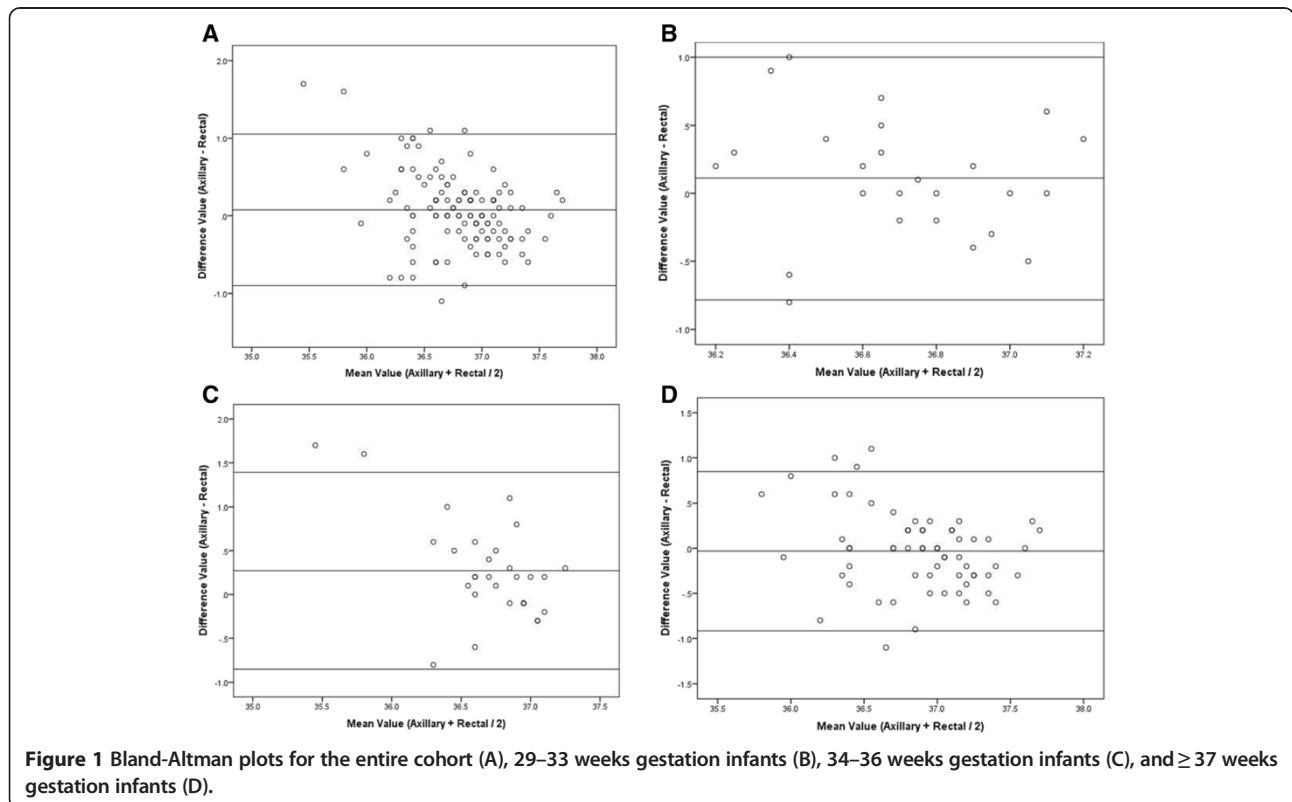 A
2.0
1.0
.0
-1.0
Difference Value (Axillary - Rectal)
35.0 35.5 36.0 36.5 37.0 37.5 38.0
Mean Value (Axillary + Rectal / 2)
B
1.0
.5
.0
-.5
-1.0
Difference Value (Axillary - Rectal)
36.2 36.4 36.6 36.8 37.0 37.2
Mean Value (Axillary + Rectal / 2)
C
2.0
1.5
1.0
.5
.0
-.5
-1.0
Difference Value (Axillary - Rectal)
35.0 35.5 36.0 36.5 37.0 37.5
Mean Value (Axillary + Rectal / 2)
D
1.5
1.0
.5
.0
-.5
-1.0
-1.5
Difference Value (Axillary - Rectal)
35.5 36.0 36.5 37.0 37.5 38.0
Mean Value (Axillary + Rectal / 2)
Figure 1 Bland-Altman plots for the entire cohort (A), 29–33 weeks gestation infants (B), 34–36 weeks gestation infants (C), and ≥ 37 weeks
gestation infants (D).